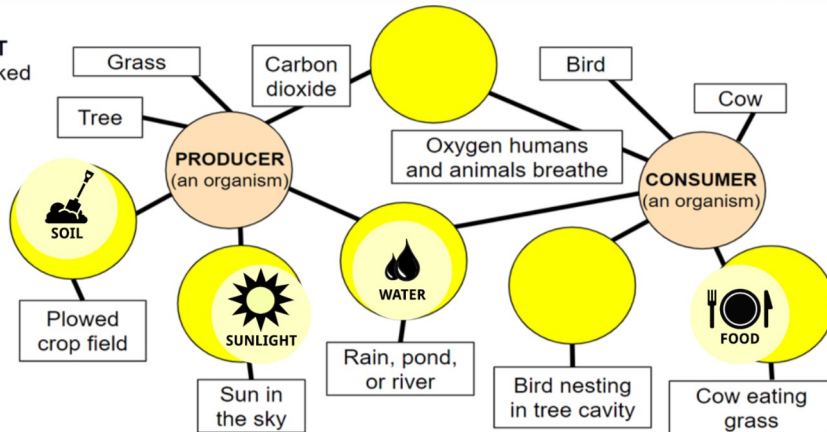 T
ked
Grass
Tree
Carbon
dioxide
Bird
Cow
Oxygen humans
and animals breathe
PRODUCER
(an organism)
CONSUMER
(an organism)
SOIL
SUNLIGHT
WATER
FOOD
Plowed
crop field
Sun in
the sky
Rain, pond,
or river
Bird nesting
in tree cavity
Cow eating
grass